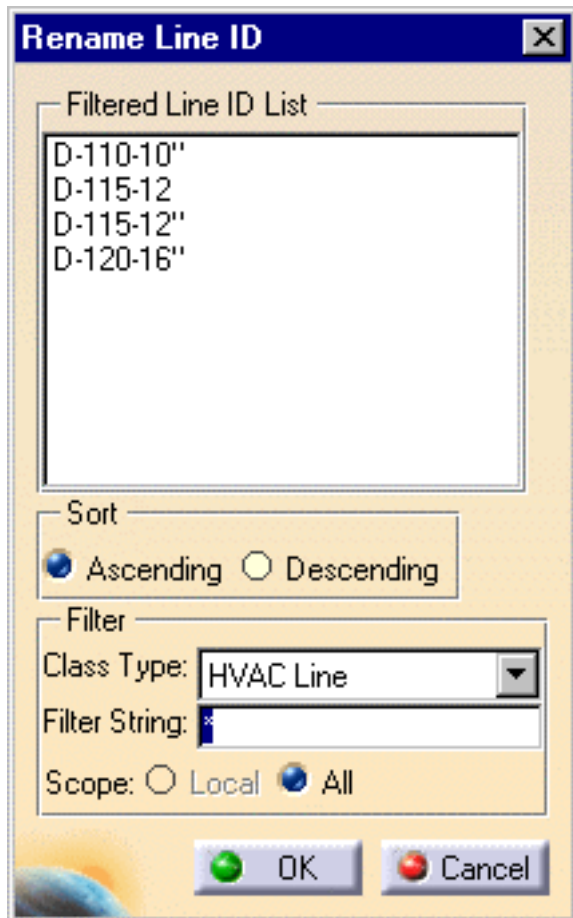 Rename Line ID
Filtered Line ID List
D-110-10"
D-115-12
D-115-12"
D-120-16"
Sort
Ascending Descending
Filter
Class Type: HVAC Line
Filter String: *
Scope: Local All
OK Cancel